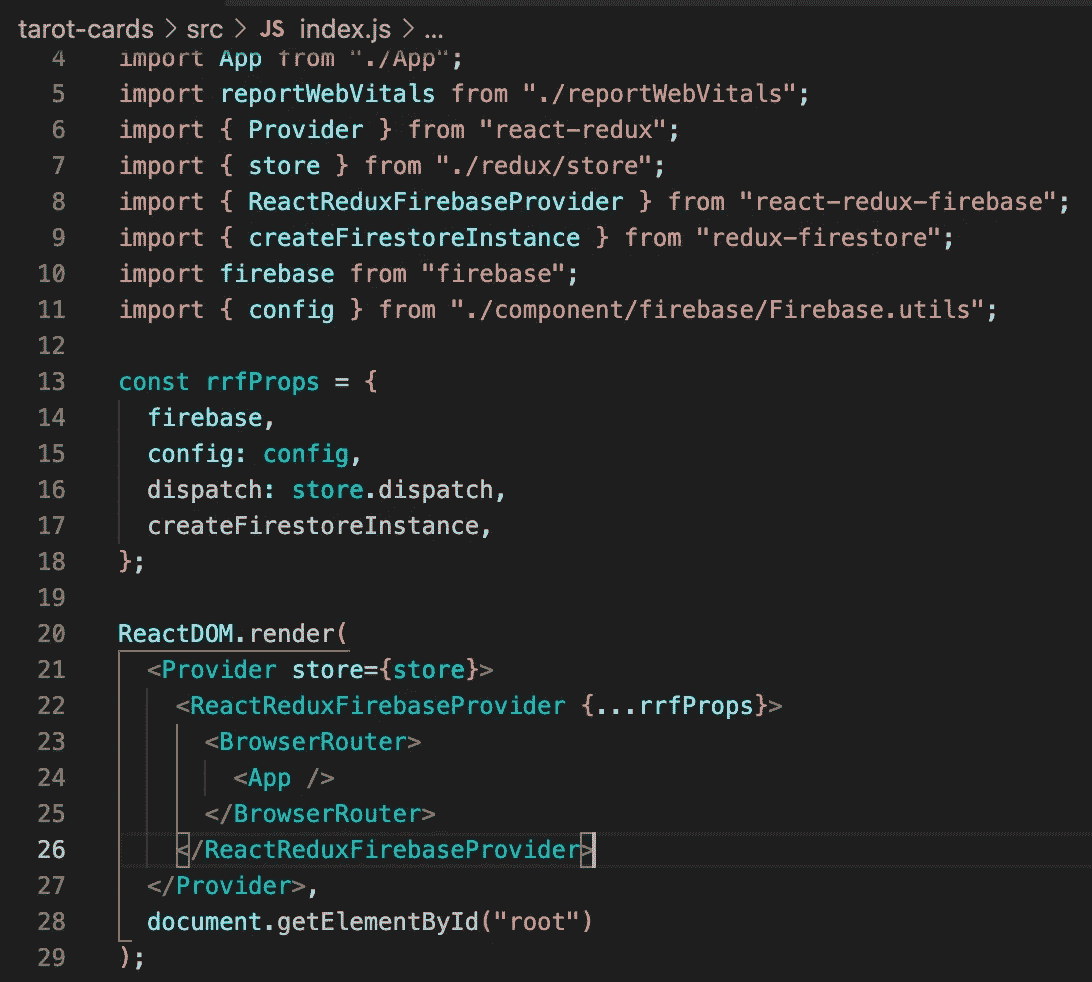 tarot-cards > src > JS index.js > ...
4 import App from "./App";
5 import reportWebVitals from "./reportWebVitals";
6 import { Provider } from "react-redux";
7 import { store } from "./redux/store";
8 import { ReactReduxFirebaseProvider } from "react-redux-firebase";
9 import { createFirestoreInstance } from "redux-firestore";
10 import firebase from "firebase";
11 import { config } from "./component/firebase/Firebase.utils";
12
13 const rrfProps = {
14   firebase,
15   config: config,
16   dispatch: store.dispatch,
17   createFirestoreInstance,
18 };
19
20 ReactDOM.render(
21   <Provider store={store}>
22     <ReactReduxFirebaseProvider {...rrfProps}>
23       <BrowserRouter>
24         <App />
25       </BrowserRouter>
26     </ReactReduxFirebaseProvider>
27   </Provider>,
28   document.getElementById("root")
29 );